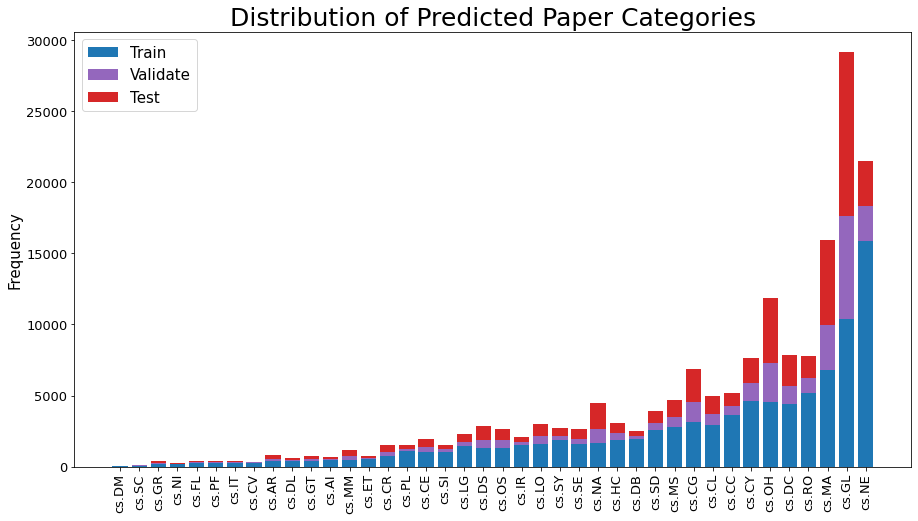 Distribution of Predicted Paper Categories
Train
Validate
Test
Frequency
30000
25000
20000
15000
10000
5000
0
cs.DM
cs.SC
cs.GR
cs.NI
cs.FL
cs.PF
cs.IT
cs.CV
cs.AR
cs.DL
cs.GT
cs.AI
cs.MM
cs.ET
cs.CR
cs.PL
cs.CE
cs.SI
cs.LG
cs.DS
cs.OS
cs.IR
cs.LO
cs.SY
cs.SE
cs.NA
cs.HC
cs.DB
cs.SD
cs.MS
cs.CG
cs.CL
cs.CC
cs.CY
cs.OH
cs.DC
cs.RO
cs.MA
cs.GL
cs.NE